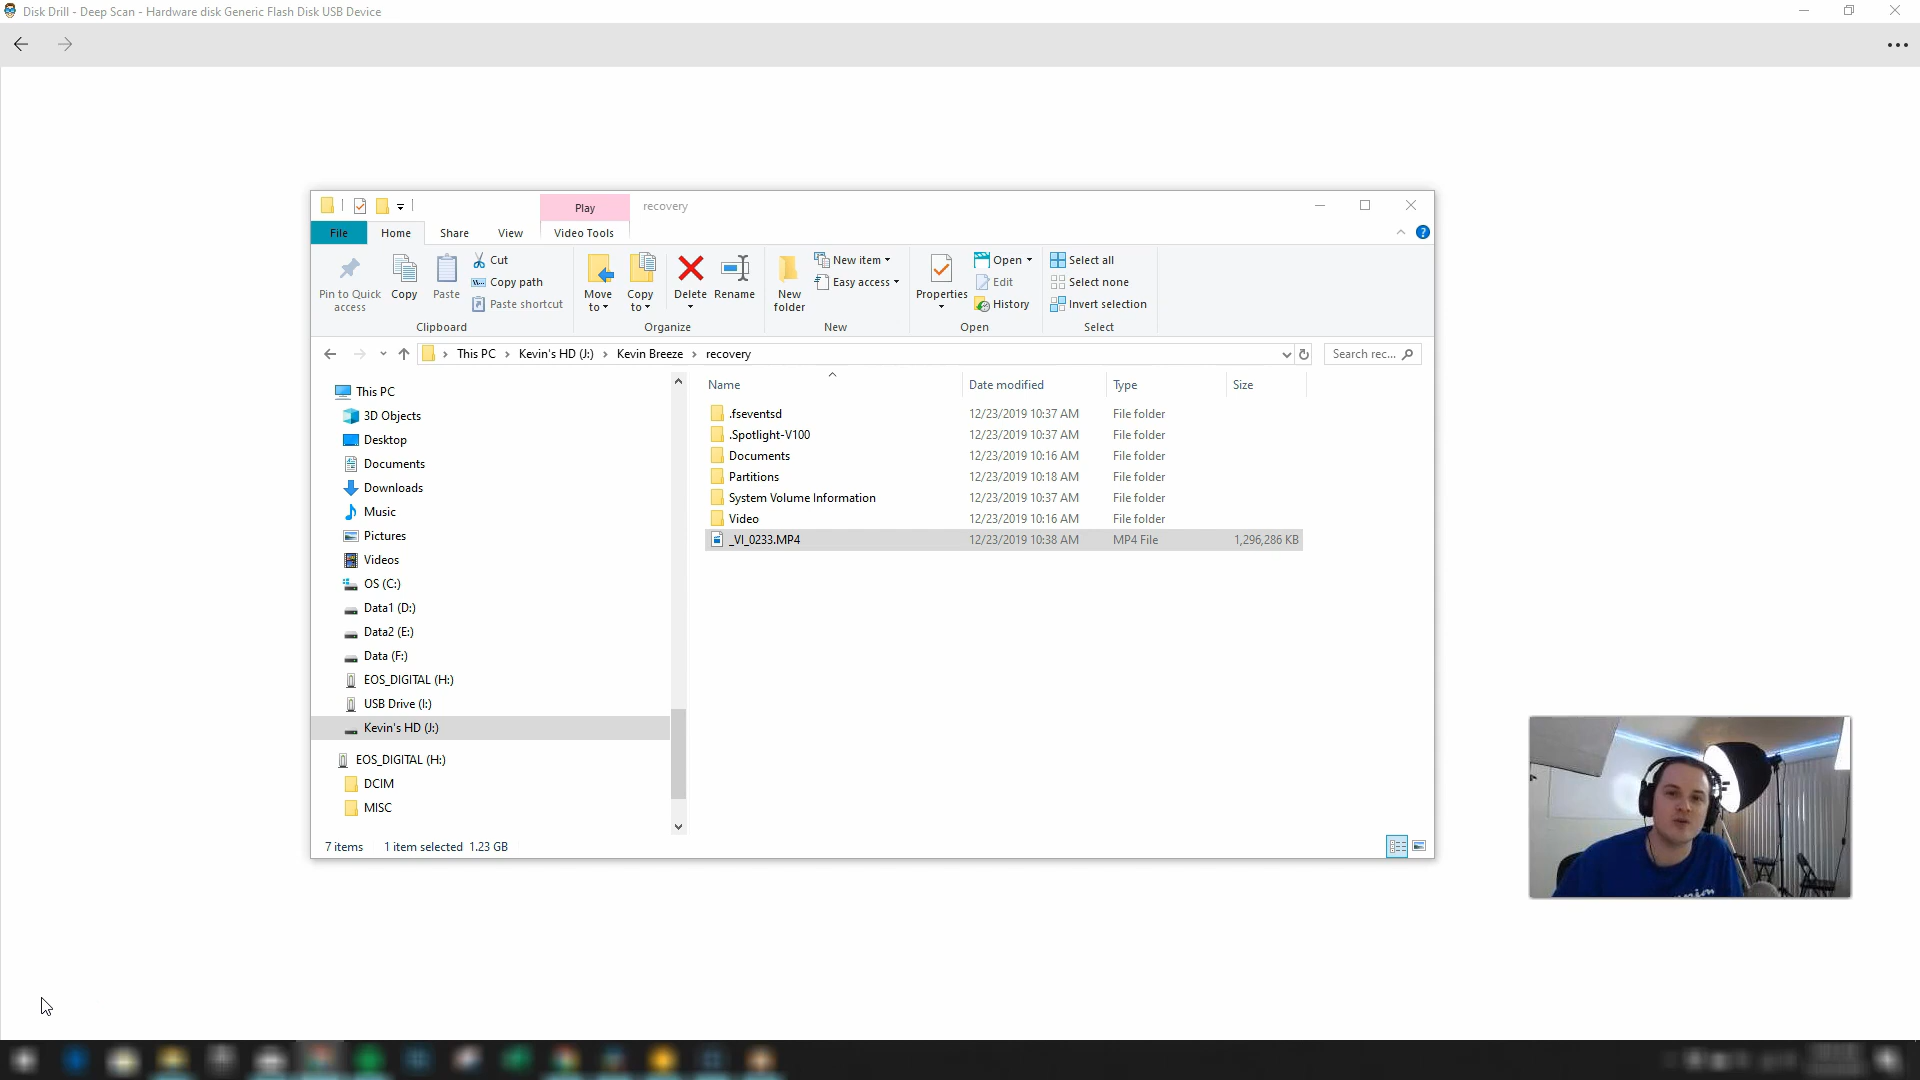 Disk Drill - Deep Scan - Hardware disk Generic Flash Disk USB Device
Play
recovery
File
Home
Share
View
Video Tools
Pin to Quick access
Copy
Paste
Cut
Copy path
Paste shortcut
Clipboard
Move to
Copy to
Delete
Rename
Organize
New folder
New item
Easy access
New
Properties
Open
Edit
History
Open
Select all
Select none
Invert selection
Select
This PC > Kevin's HD (J:) > Kevin Breeze > recovery
Search rec...
This PC
3D Objects
Desktop
Documents
Downloads
Music
Pictures
Videos
OS (C:)
Data1 (D:)
Data2 (E:)
Data (F:)
EOS_DIGITAL (H:)
USB Drive (I:)
Kevin's HD (J:)
EOS_DIGITAL (H:)
DCIM
MISC
Name Date modified Type Size
.fseventsd 12/23/2019 10:37 AM File folder
.Spotlight-V100 12/23/2019 10:37 AM File folder
Documents 12/23/2019 10:16 AM File folder
Partitions 12/23/2019 10:18 AM File folder
System Volume Information 12/23/2019 10:37 AM File folder
Video 12/23/2019 10:16 AM File folder
_VI_0233.MP4 12/23/2019 10:38 AM MP4 File 1,296,286 KB
7 items 1 item selected 1.23 GB